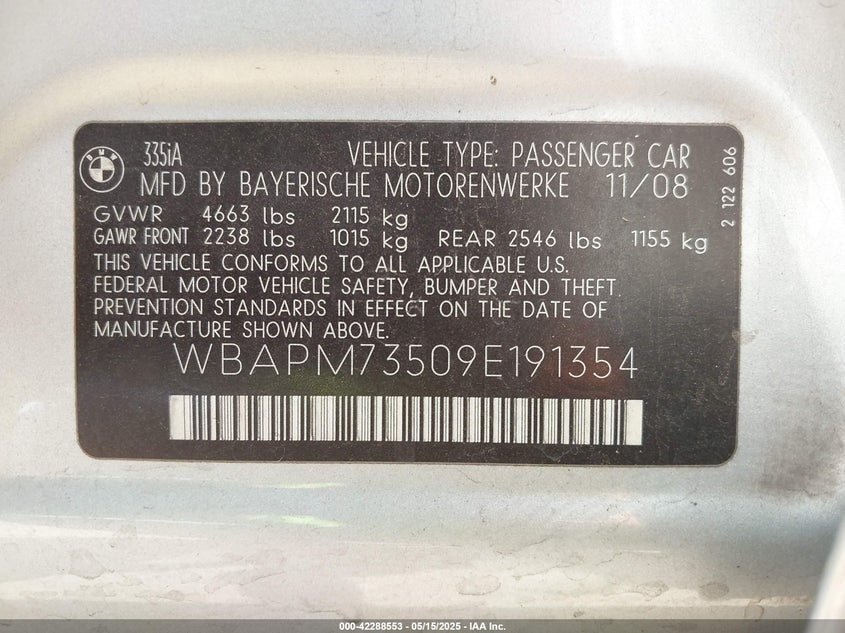 BMW
335iA VEHICLE TYPE: PASSENGER CAR
MFD BY BAYERISCHE MOTORENWERKE 11/08
GVWR 4663 lbs 2115 kg
GAWR FRONT 2238 lbs 1015 kg REAR 2546 lbs 1155 kg
THIS VEHICLE CONFORMS TO ALL APPLICABLE U.S.
FEDERAL MOTOR VEHICLE SAFETY, BUMPER AND THEFT
PREVENTION STANDARDS IN EFFECT ON THE DATE OF
MANUFACTURE SHOWN ABOVE.
WBAPM73509E191354
2 122 606
000-42288553 - 05/15/2025 - IAA Inc.